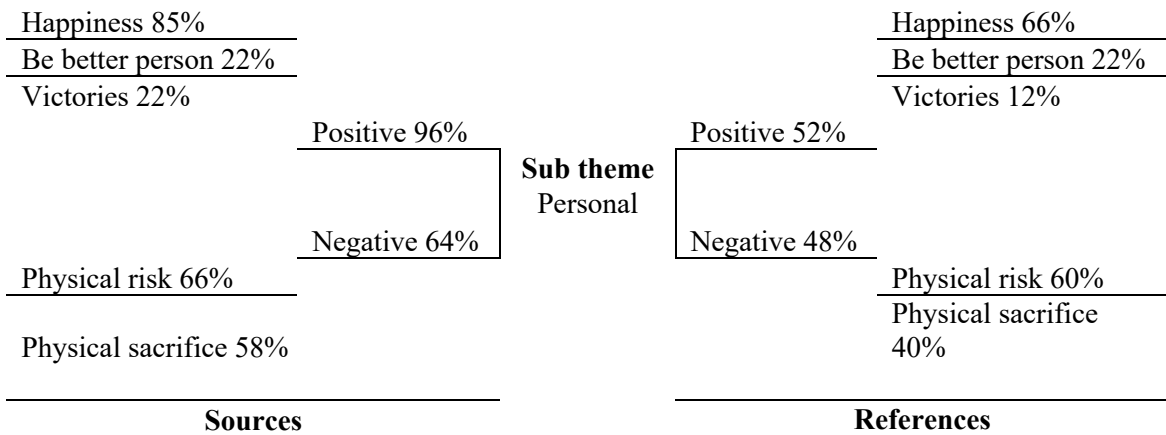 Happiness 85%
Be better person 22%
Victories 22%
Positive 96%
Negative 64%
Physical risk 66%
Physical sacrifice 58%
Sources
Sub theme
Personal
Happiness 66%
Be better person 22%
Victories 12%
Positive 52%
Negative 48%
Physical risk 60%
Physical sacrifice
40%
References